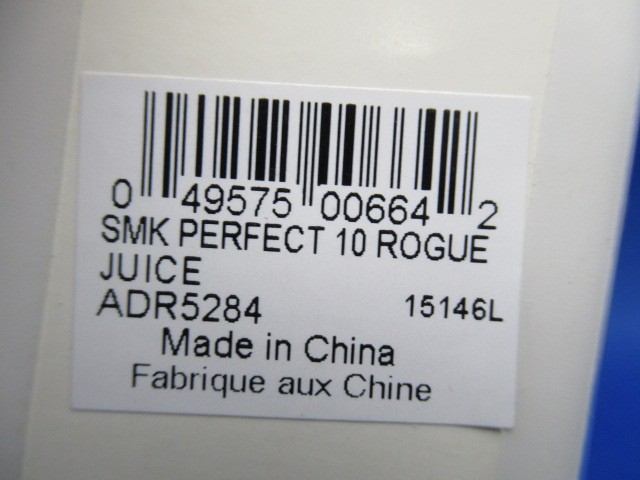 0 49575 00664 2
SMK PERFECT 10 ROGUE
JUICE
ADR5284 15146L
Made in China
Fabrique aux Chine